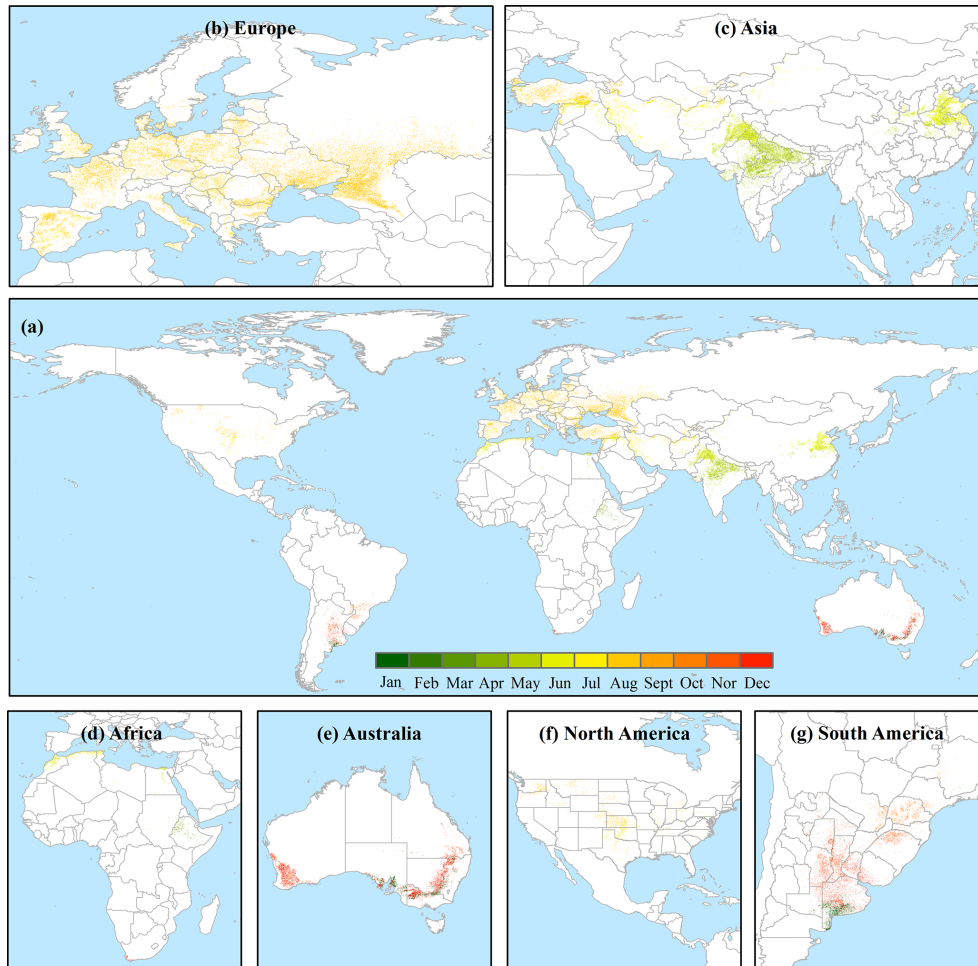 (b) Europe
(c) Asia
(a)
Jan Feb Mar Apr May Jun Jul Aug Sept Oct Nor Dec
(d) Africa
(e) Australia
(f) North America
(g) South America